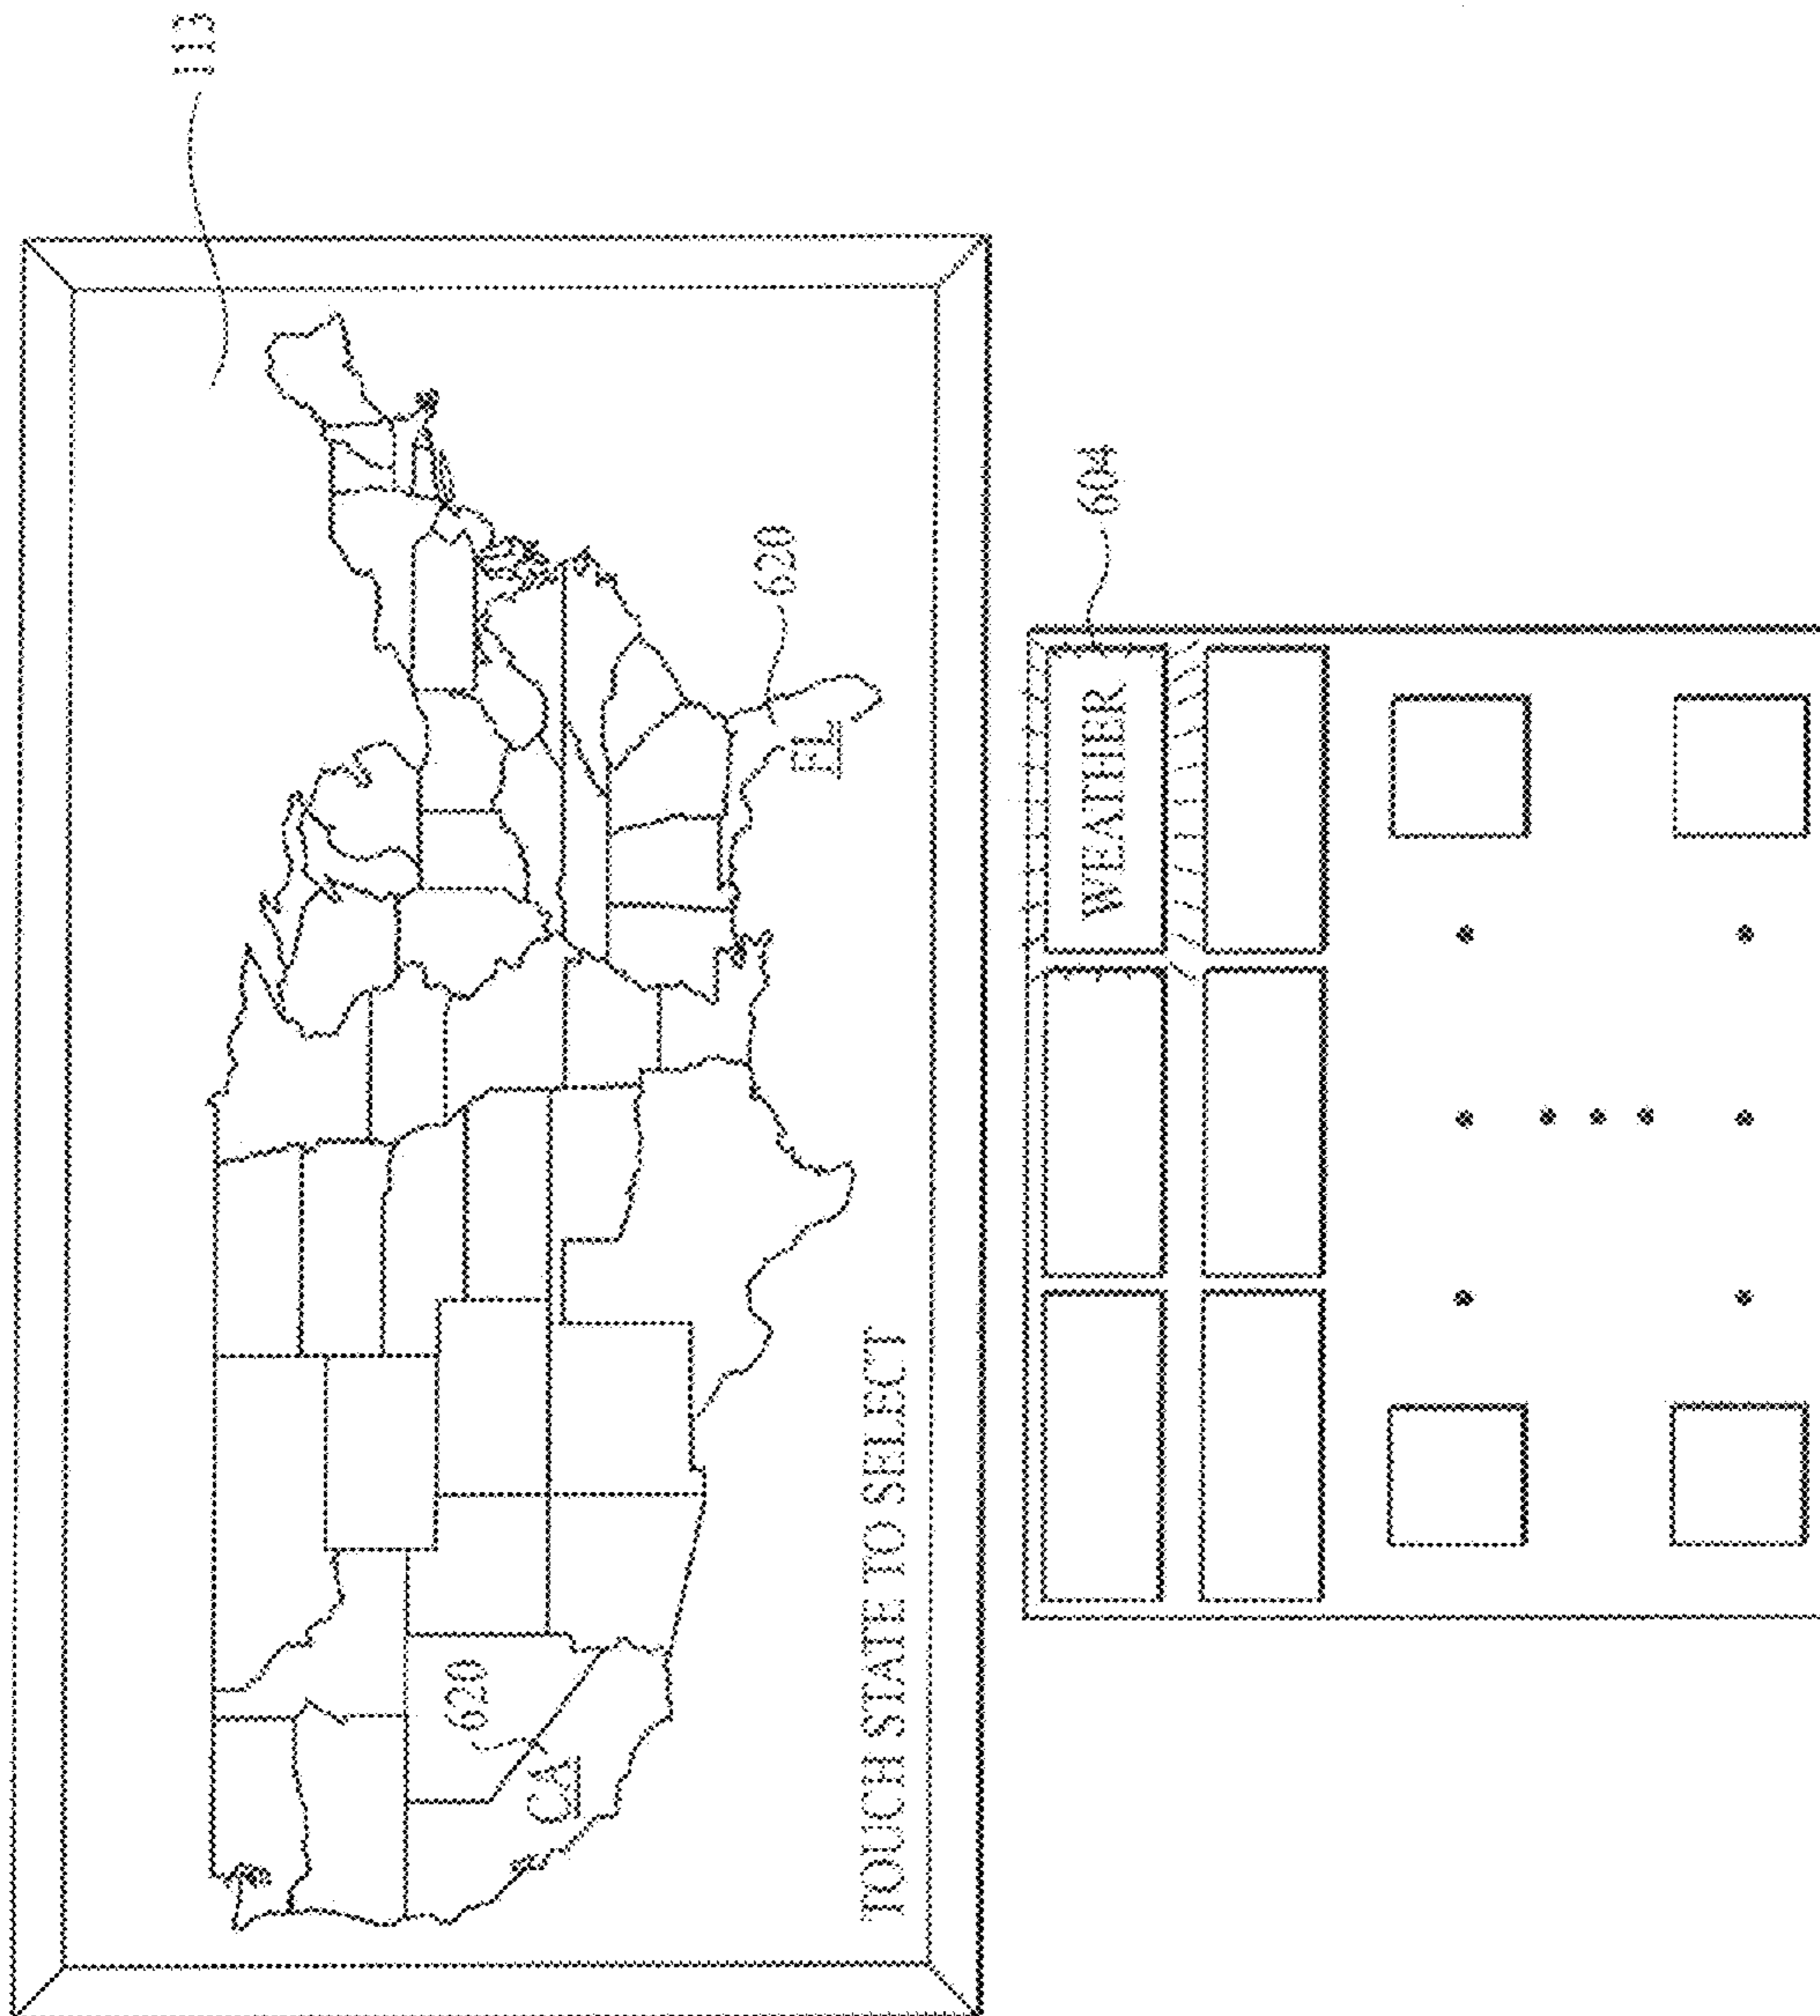 113
620
CA
620
FL
TOUCH STATE TO SELECT
604
WEATHER